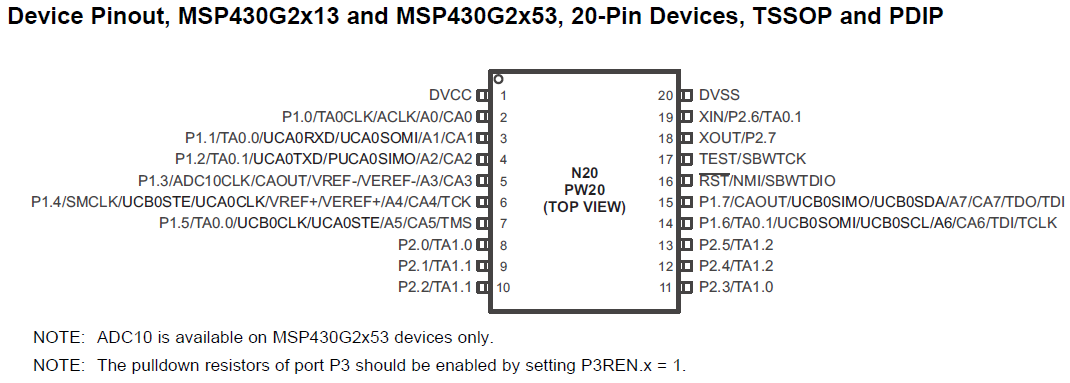 Device Pinout, MSP430G2x13 and MSP430G2x53, 20-Pin Devices, TSSOP and PDIP
DVCC 1 20 DVSS
P1.0/TA0CLK/ACLK/A0/CA0 2 19 XIN/P2.6/TA0.1
P1.1/TA0.0/UCA0RXD/UCA0SOMI/A1/CA1 3 18 XOUT/P2.7
P1.2/TA0.1/UCA0TXD/PUCA0SIMO/A2/CA2 4 17 TEST/SBWTCK
P1.3/ADC10CLK/CAOUT/VREF-/VEREF-/A3/CA3 5 16 RST/NMI/SBWTDIO
P1.4/SMCLK/UCB0STE/UCA0CLK/VREF+/VEREF+/A4/CA4/TCK 6 15 P1.7/CAOUT/UCB0SIMO/UCB0SDA/A7/CA7/TDO/TDI
P1.5/TA0.0/UCB0CLK/UCA0STE/A5/CA5/TMS 7 14 P1.6/TA0.1/UCB0SOMI/UCB0SCL/A6/CA6/TDI/TCLK
P2.0/TA1.0 8 13 P2.5/TA1.2
P2.1/TA1.1 9 12 P2.4/TA1.2
P2.2/TA1.1 10 11 P2.3/TA1.0
N20
PW20
(TOP VIEW)
NOTE: ADC10 is available on MSP430G2x53 devices only.
NOTE: The pulldown resistors of port P3 should be enabled by setting P3REN.x = 1.